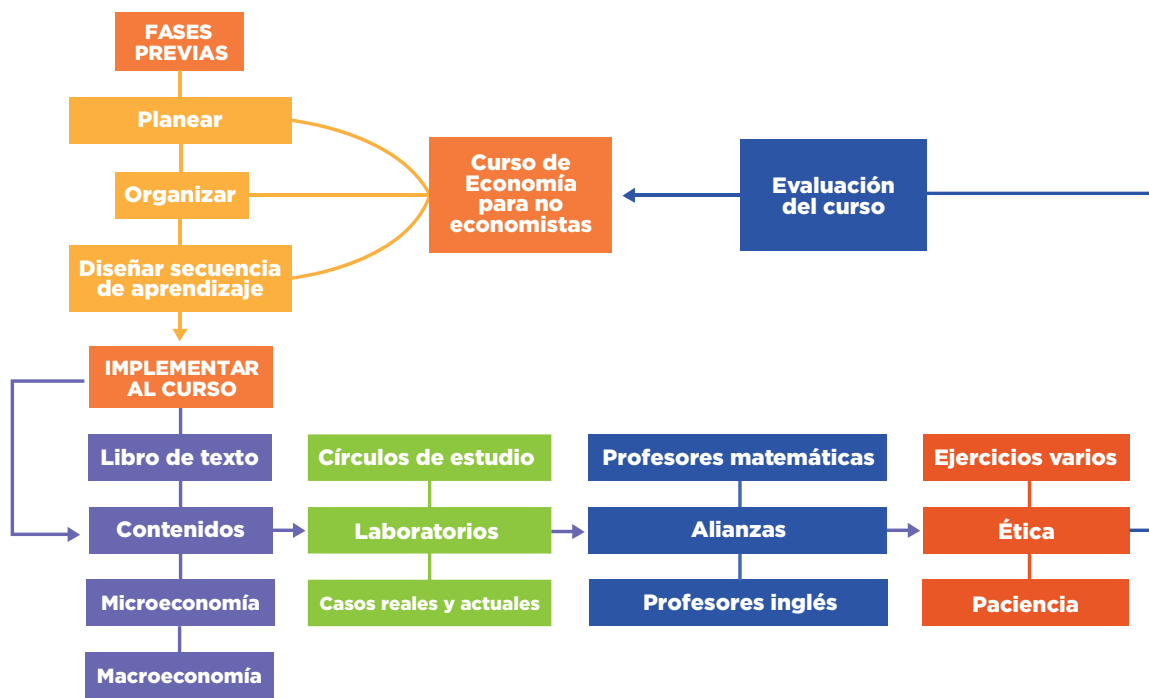 FASES
PREVIAS
Planear
Organizar
Diseñar secuencia
de aprendizaje
Curso de
Economía
para no
economistas
Evaluación
del curso
IMPLEMENTAR
AL CURSO
Libro de texto
Contenidos
Microeconomía
Macroeconomía
Círculos de estudio
Laboratorios
Casos reales y actuales
Profesores matemáticas
Alianzas
Profesores inglés
Ejercicios varios
Ética
Paciencia